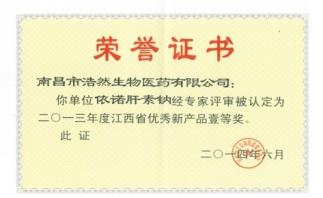 荣誉证书
南昌市浩然生物医药有限公司：
你单位依诺肝素钠经专家评审被认定为
二〇一三年度江西省优秀新产品壹等奖。
此证
二〇一四年六月